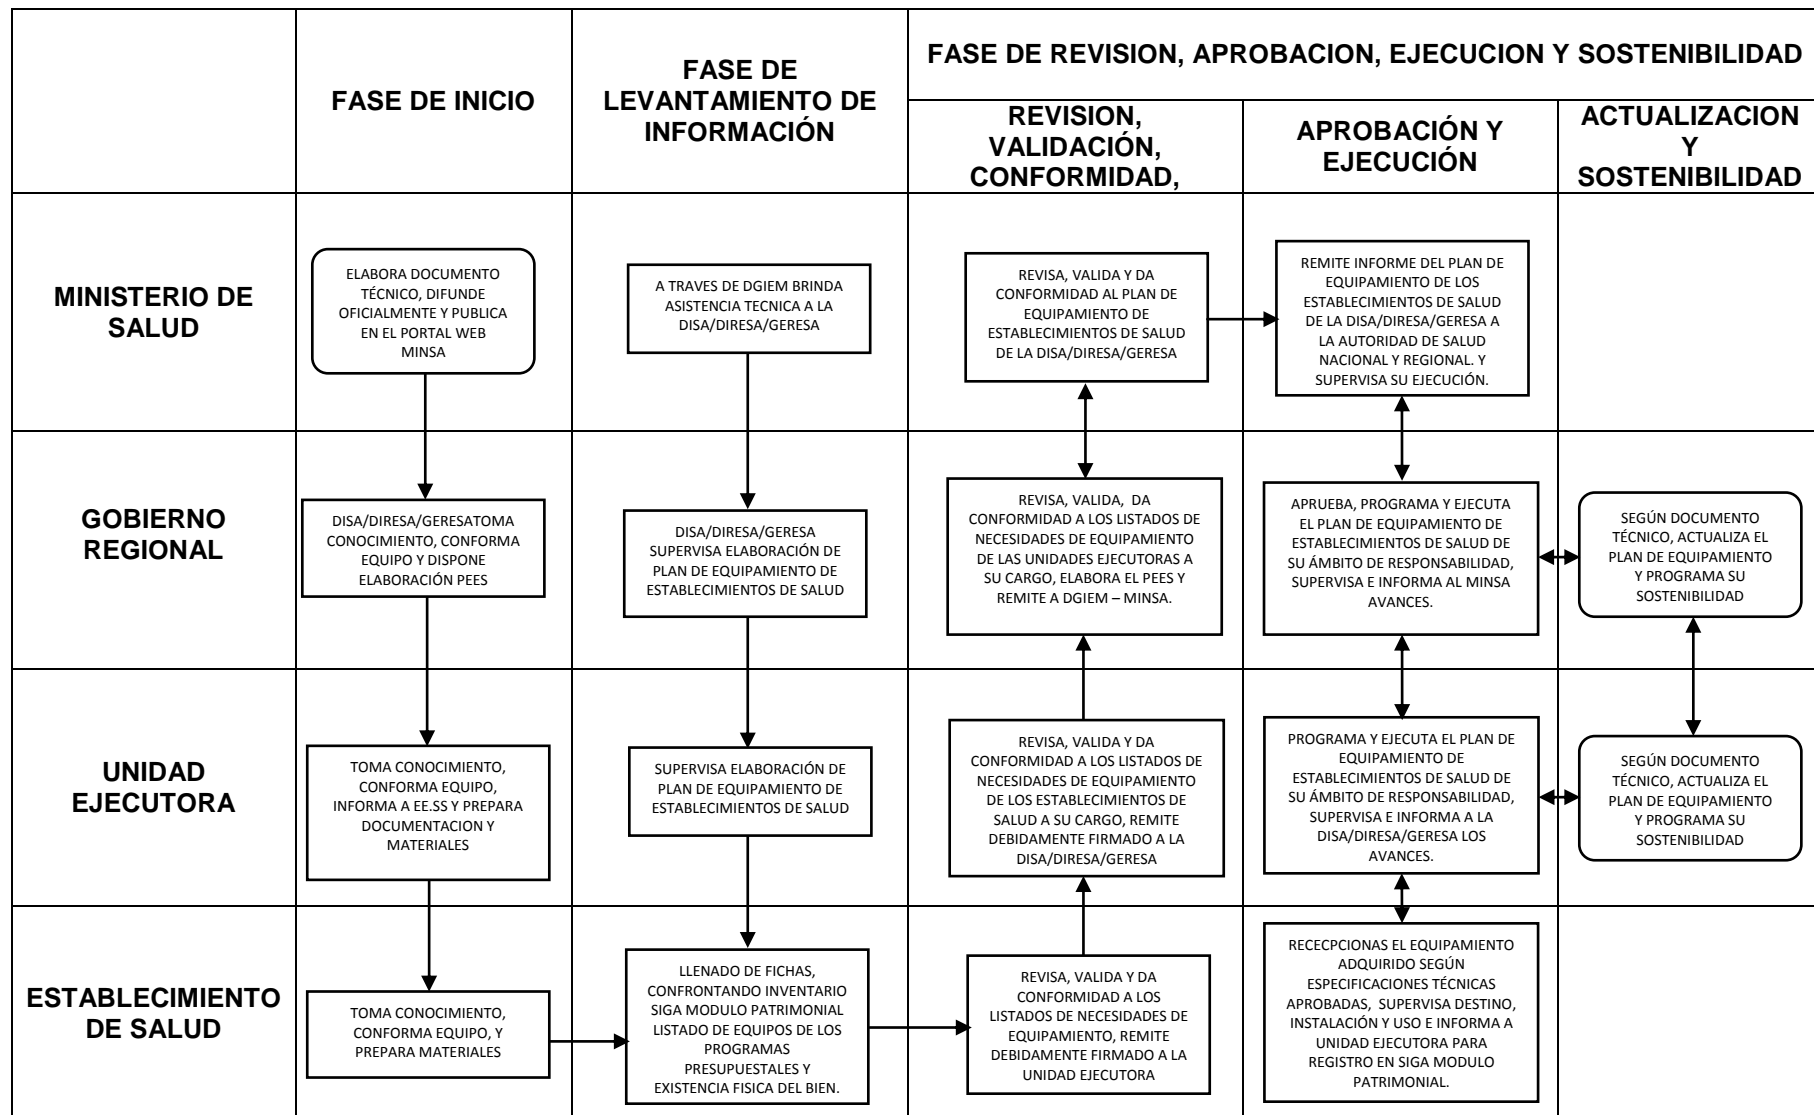 FASE DE INICIO
FASE DE
LEVANTAMIENTO DE
INFORMACIÓN
FASE DE REVISION, APROBACION, EJECUCION Y SOSTENIBILIDAD
REVISION,
VALIDACIÓN,
CONFORMIDAD,
APROBACIÓN Y
EJECUCIÓN
ACTUALIZACION
Y
SOSTENIBILIDAD
MINISTERIO DE
SALUD
ELABORA DOCUMENTO
TÉCNICO, DIFUNDE
OFICIALMENTE Y PUBLICA
EN EL PORTAL WEB
MINSA
A TRAVES DE DGIEM BRINDA
ASISTENCIA TECNICA A LA
DISA/DIRESA/GERESA
REVISA, VALIDA Y DA
CONFORMIDAD AL PLAN DE
EQUIPAMIENTO DE
ESTABLECIMIENTOS DE SALUD
DE LA DISA/DIRESA/GERESA
REMITE INFORME DEL PLAN DE
EQUIPAMIENTO DE LOS
ESTABLECIMIENTOS DE SALUD
DE LA DISA/DIRESA/GERESA A
LA AUTORIDAD DE SALUD
NACIONAL Y REGIONAL. Y
SUPERVISA SU EJECUCIÓN.
GOBIERNO
REGIONAL
DISA/DIRESA/GERESATOMA
CONOCIMIENTO, CONFORMA
EQUIPO Y DISPONE
ELABORACIÓN PEES
DISA/DIRESA/GERESA
SUPERVISA ELABORACIÓN DE
PLAN DE EQUIPAMIENTO DE
ESTABLECIMIENTOS DE SALUD
REVISA, VALIDA, DA
CONFORMIDAD A LOS LISTADOS DE
NECESIDADES DE EQUIPAMIENTO
DE LAS UNIDADES EJECUTORAS A
SU CARGO, ELABORA EL PEES Y
REMITE A DGIEM – MINSA.
APRUEBA, PROGRAMA Y EJECUTA
EL PLAN DE EQUIPAMIENTO DE
ESTABLECIMIENTOS DE SALUD DE
SU ÁMBITO DE RESPONSABILIDAD,
SUPERVISA E INFORMA AL MINSA
AVANCES.
SEGÚN DOCUMENTO
TÉCNICO, ACTUALIZA EL
PLAN DE EQUIPAMIENTO
Y PROGRAMA SU
SOSTENIBILIDAD
UNIDAD
EJECUTORA
TOMA CONOCIMIENTO,
CONFORMA EQUIPO,
INFORMA A EE.SS Y PREPARA
DOCUMENTACION Y
MATERIALES
SUPERVISA ELABORACIÓN DE
PLAN DE EQUIPAMIENTO DE
ESTABLECIMIENTOS DE SALUD
REVISA, VALIDA Y DA
CONFORMIDAD A LOS LISTADOS DE
NECESIDADES DE EQUIPAMIENTO
DE LOS ESTABLECIMIENTOS DE
SALUD A SU CARGO, REMITE
DEBIDAMENTE FIRMADO A LA
DISA/DIRESA/GERESA
PROGRAMA Y EJECUTA EL PLAN DE
EQUIPAMIENTO DE
ESTABLECIMIENTOS DE SALUD DE
SU ÁMBITO DE RESPONSABILIDAD,
SUPERVISA E INFORMA A LA
DISA/DIRESA/GERESA LOS
AVANCES.
SEGÚN DOCUMENTO
TÉCNICO, ACTUALIZA EL
PLAN DE EQUIPAMIENTO
Y PROGRAMA SU
SOSTENIBILIDAD
ESTABLECIMIENTO
DE SALUD
TOMA CONOCIMIENTO,
CONFORMA EQUIPO, Y
PREPARA MATERIALES
LLENADO DE FICHAS,
CONFRONTANDO INVENTARIO
SIGA MODULO PATRIMONIAL
LISTADO DE EQUIPOS DE LOS
PROGRAMAS
PRESUPUESTALES Y
EXISTENCIA FISICA DEL BIEN.
REVISA, VALIDA Y DA
CONFORMIDAD A LOS
LISTADOS DE NECESIDADES DE
EQUIPAMIENTO, REMITE
DEBIDAMENTE FIRMADO A LA
UNIDAD EJECUTORA
RECECPCIONAS EL EQUIPAMIENTO
ADQUIRIDO SEGÚN
ESPECIFICACIONES TÉCNICAS
APROBADAS, SUPERVISA DESTINO,
INSTALACIÓN Y USO E INFORMA A
UNIDAD EJECUTORA PARA
REGISTRO EN SIGA MODULO
PATRIMONIAL.